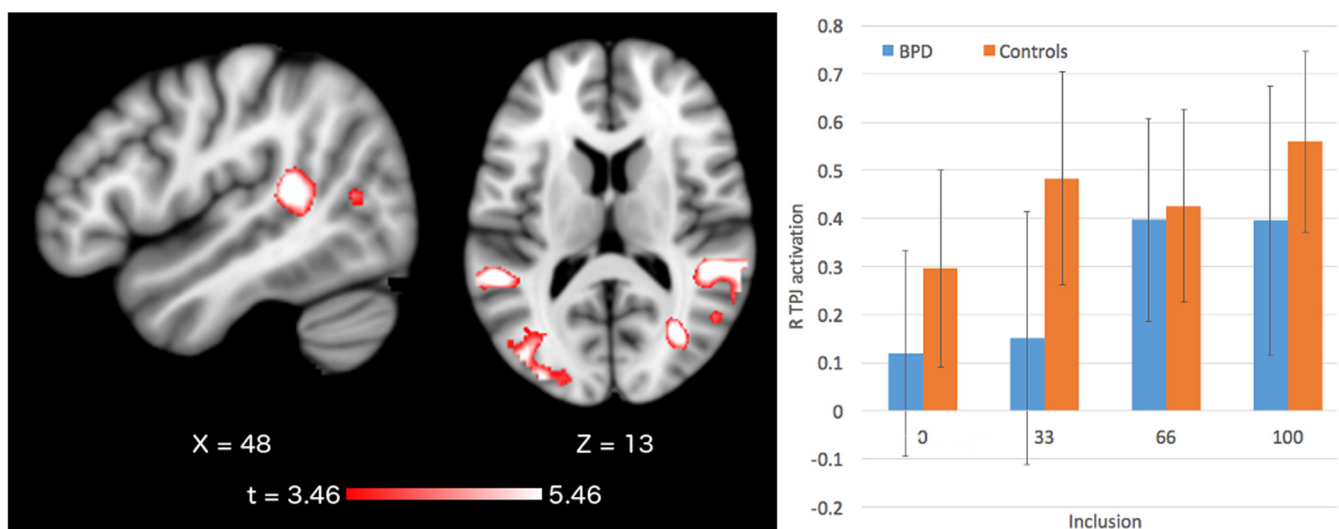 X = 48
Z = 13
t = 3.46
5.46
0.8
BPD
Controls
0.7
0.6
0.5
0.4
0.3
0.2
0.1
0
-0.1
-0.2
R TPJ activation
0
33
66
100
Inclusion